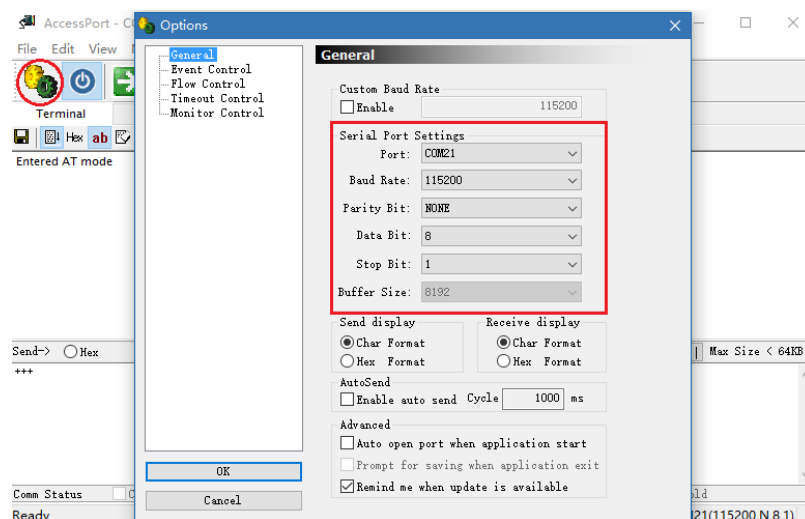 AccessPort - C
Options
File Edit View
Terminal
Hex ab
Entered AT mode
General
Event Control
Flow Control
Timeout Control
Monitor Control
General
Custom Baud Rate
Enable 115200
Serial Port Settings
Port: COM21
Baud Rate: 115200
Parity Bit: NONE
Data Bit: 8
Stop Bit: 1
Buffer Size: 8192
Send display Receive display
Char Format Char Format
Hex Format Hex Format
AutoSend
Enable auto send Cycle 1000 ms
Advanced
Auto open port when application start
Prompt for saving when application exit
Remind me when update is available
OK
Cancel
Send-> Hex
Max Size < 64KB
+++
Comm Status
Ready
21(115200,N,8,1)